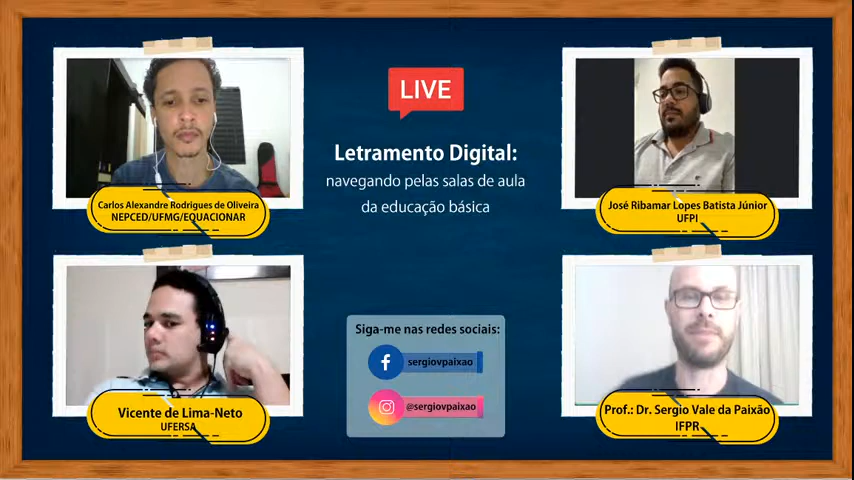 LIVE
Letramento Digital:
navegando pelas salas de aula
da educação básica
Carlos Alexandre Rodrigues de Oliveira
NEPCED/UFMG/EQUACIONAR
José Ribamar Lopes Batista Júnior
UFPI
Vicente de Lima-Neto
UFERSA
Siga-me nas redes sociais:
sergiovpaixao
@sergiovpaixao
Prof.: Dr. Sergio Vale da Paixão
IFPR